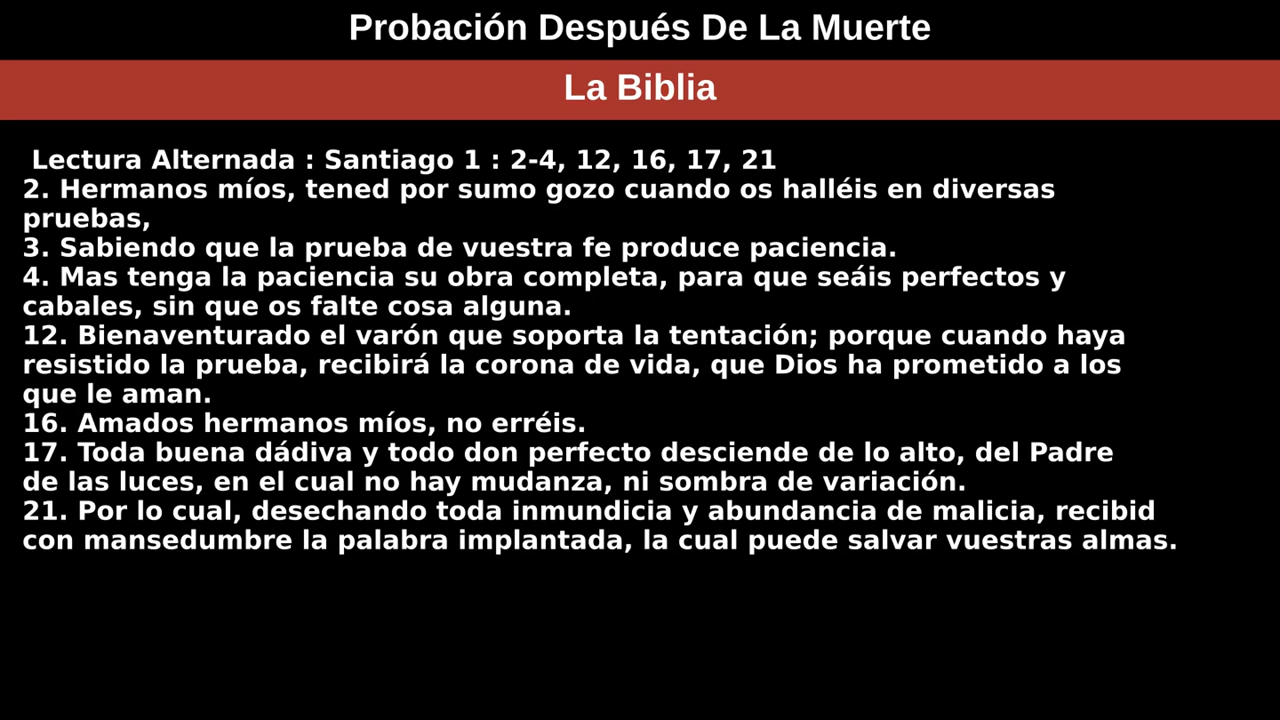 Probación Después De La Muerte
La Biblia
Lectura Alternada : Santiago 1 : 2-4, 12, 16, 17, 21
2. Hermanos míos, tened por sumo gozo cuando os halléis en diversas
pruebas,
3. Sabiendo que la prueba de vuestra fe produce paciencia.
4. Mas tenga la paciencia su obra completa, para que seáis perfectos y
cabales, sin que os falte cosa alguna.
12. Bienaventurado el varón que soporta la tentación; porque cuando haya
resistido la prueba, recibirá la corona de vida, que Dios ha prometido a los
que le aman.
16. Amados hermanos míos, no erréis.
17. Toda buena dádiva y todo don perfecto desciende de lo alto, del Padre
de las luces, en el cual no hay mudanza, ni sombra de variación.
21. Por lo cual, desechando toda inmundicia y abundancia de malicia, recibid
con mansedumbre la palabra implantada, la cual puede salvar vuestras almas.